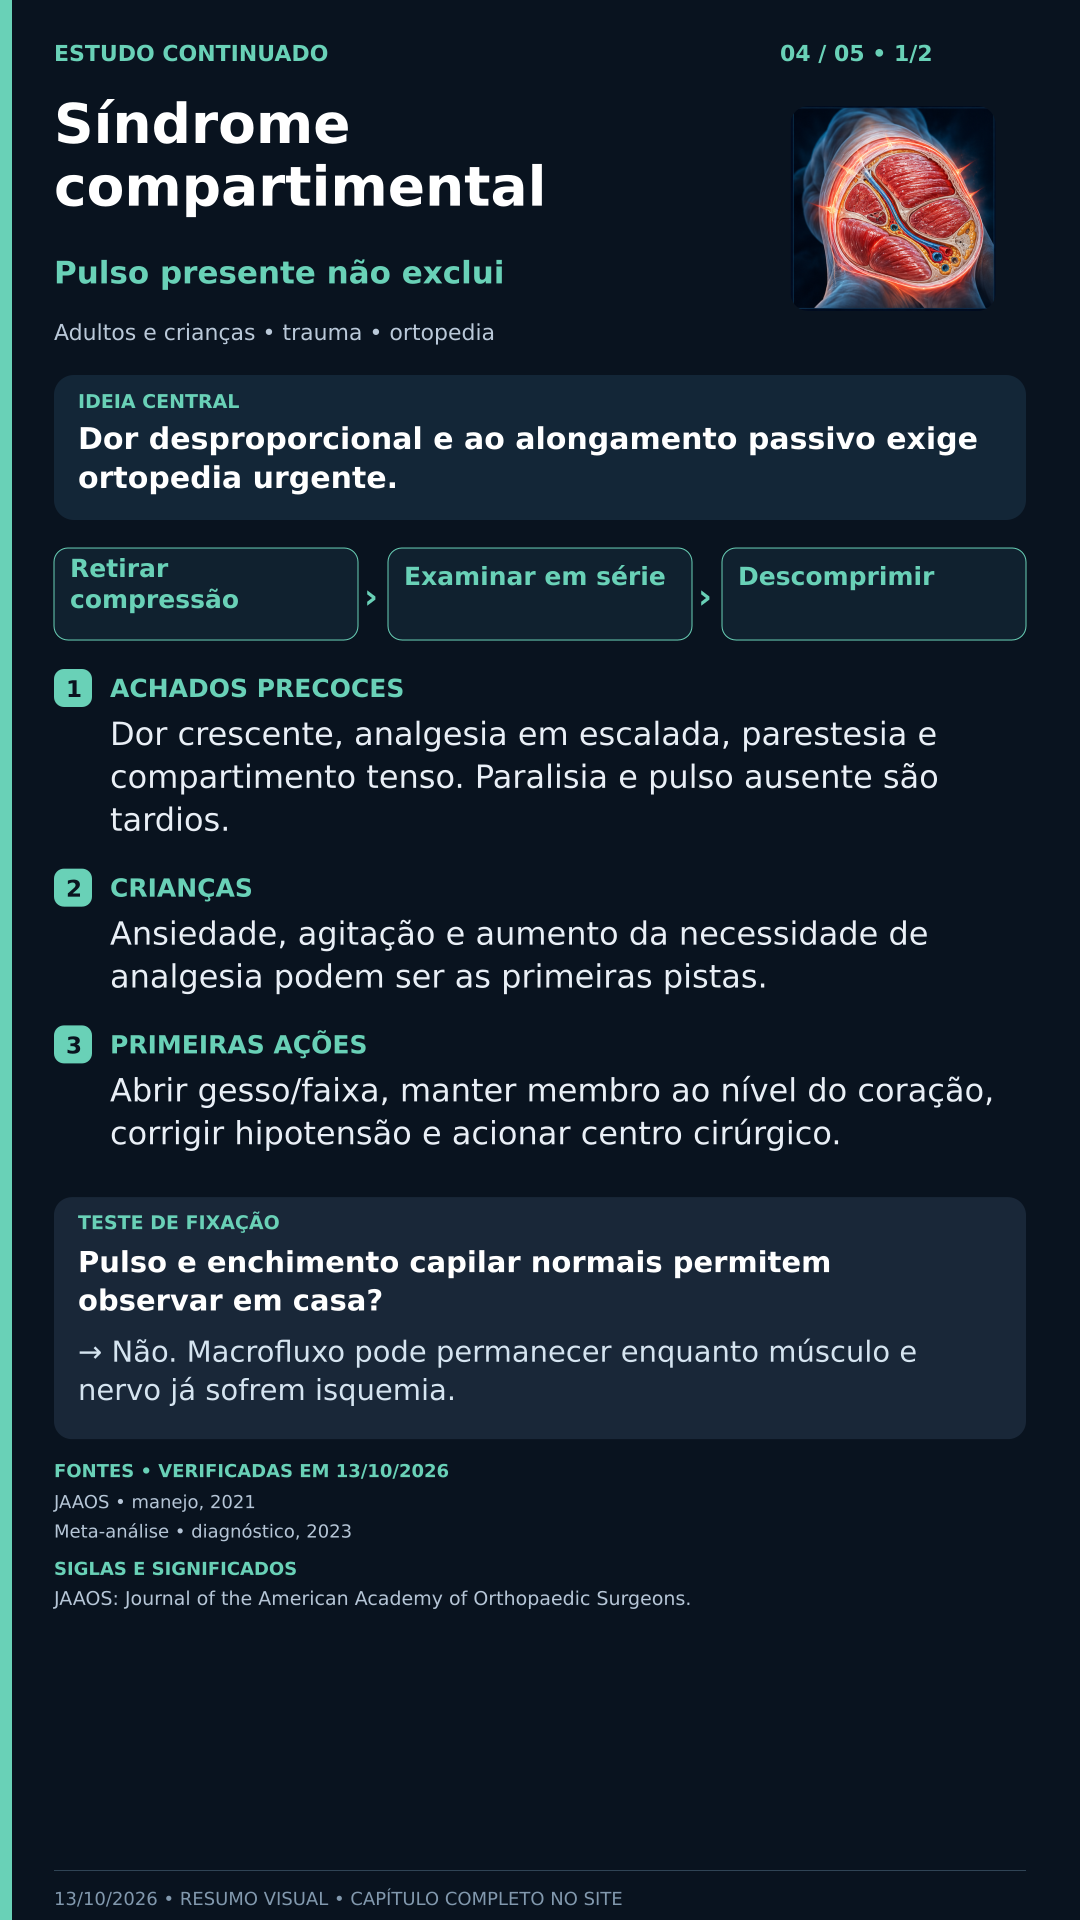 ESTUDO CONTINUADO
04 / 05 • 1/2
Síndrome
compartimental
Pulso presente não exclui
Adultos e crianças • trauma • ortopedia
IDEIA CENTRAL
Dor desproporcional e ao alongamento passivo exige
ortopedia urgente.
Retirar
compressão
›
Examinar em série
›
Descomprimir
1 ACHADOS PRECOCES
Dor crescente, analgesia em escalada, parestesia e
compartimento tenso. Paralisia e pulso ausente são
tardios.
2 CRIANÇAS
Ansiedade, agitação e aumento da necessidade de
analgesia podem ser as primeiras pistas.
3 PRIMEIRAS AÇÕES
Abrir gesso/faixa, manter membro ao nível do coração,
corrigir hipotensão e acionar centro cirúrgico.
TESTE DE FIXAÇÃO
Pulso e enchimento capilar normais permitem
observar em casa?
→ Não. Macrofluxo pode permanecer enquanto músculo e
nervo já sofrem isquemia.
FONTES • VERIFICADAS EM 13/10/2026
JAAOS • manejo, 2021
Meta-análise • diagnóstico, 2023
SIGLAS E SIGNIFICADOS
JAAOS: Journal of the American Academy of Orthopaedic Surgeons.
13/10/2026 • RESUMO VISUAL • CAPÍTULO COMPLETO NO SITE